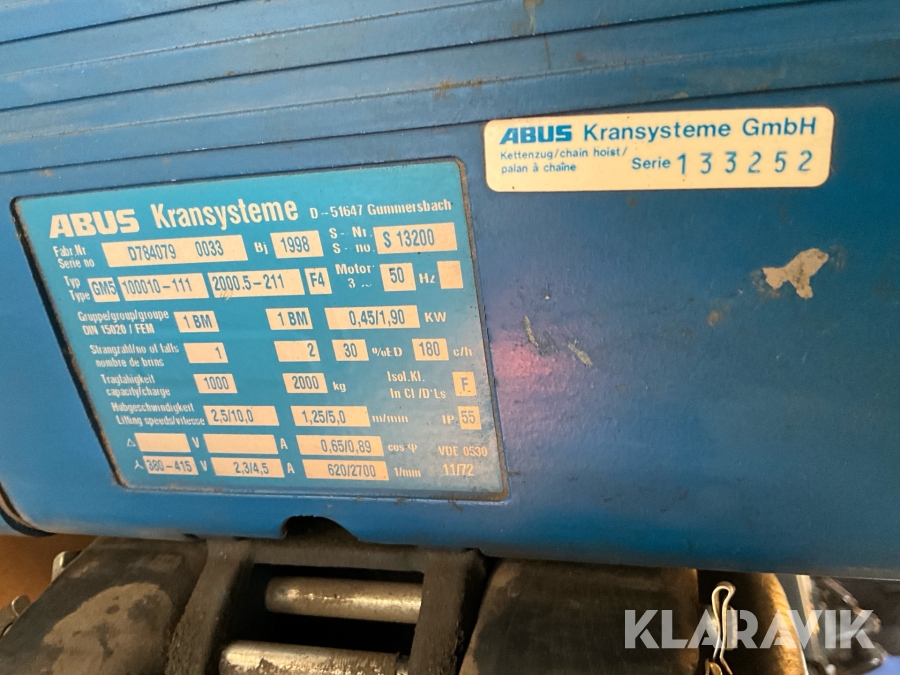 ABUS Kransysteme GmbH
Kettenzug/chain hoist/
palan à chaîne
Serie 133252
ABUS Kransysteme D-51647 Gummersbach
Fabr.Nr
Serie no D784079 0033 Bj 1998 S-Nr.
S-no. S 13200
Typ
Type GM5 100010-111 2000.5-211 F4 Motor
3 ~ 50 Hz
Gruppe/group/groupe
DIN 15020/FEM 1 BM 1 BM 0,45/1,90 KW
Strangzahl/no of falls
nombre de brins 1 2 30 %ED 180 c/h
Tragfähigkeit
capacity/charge 1000 2000 kg Isol.Kl.
In Cl/D'Ls F
Hubgeschwindigkeit
Lifting speeds/vitesse 2.5/10,0 1,25/5,0 m/min IP 55
△ V A 0,65/0,89 cos φ VDE 0530
380-415 V 2,3/4,5 A 620/2700 1/min 11/72
KLARAVIK